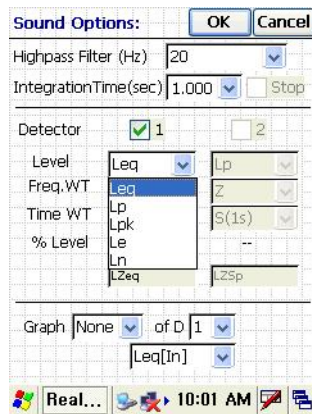 Sound Options: OK Cancel
Highpass Filter (Hz) 20
IntegrationTime(sec) 1.000 Stop
Detector 1 2
Level Leq Lp
Freq.WT Leq Z
Time WT Lp S(1s)
Lpk
% Level Le --
Ln
LZeq LZSp
Graph None of D 1
Leq[In]
Real... 10:01 AM